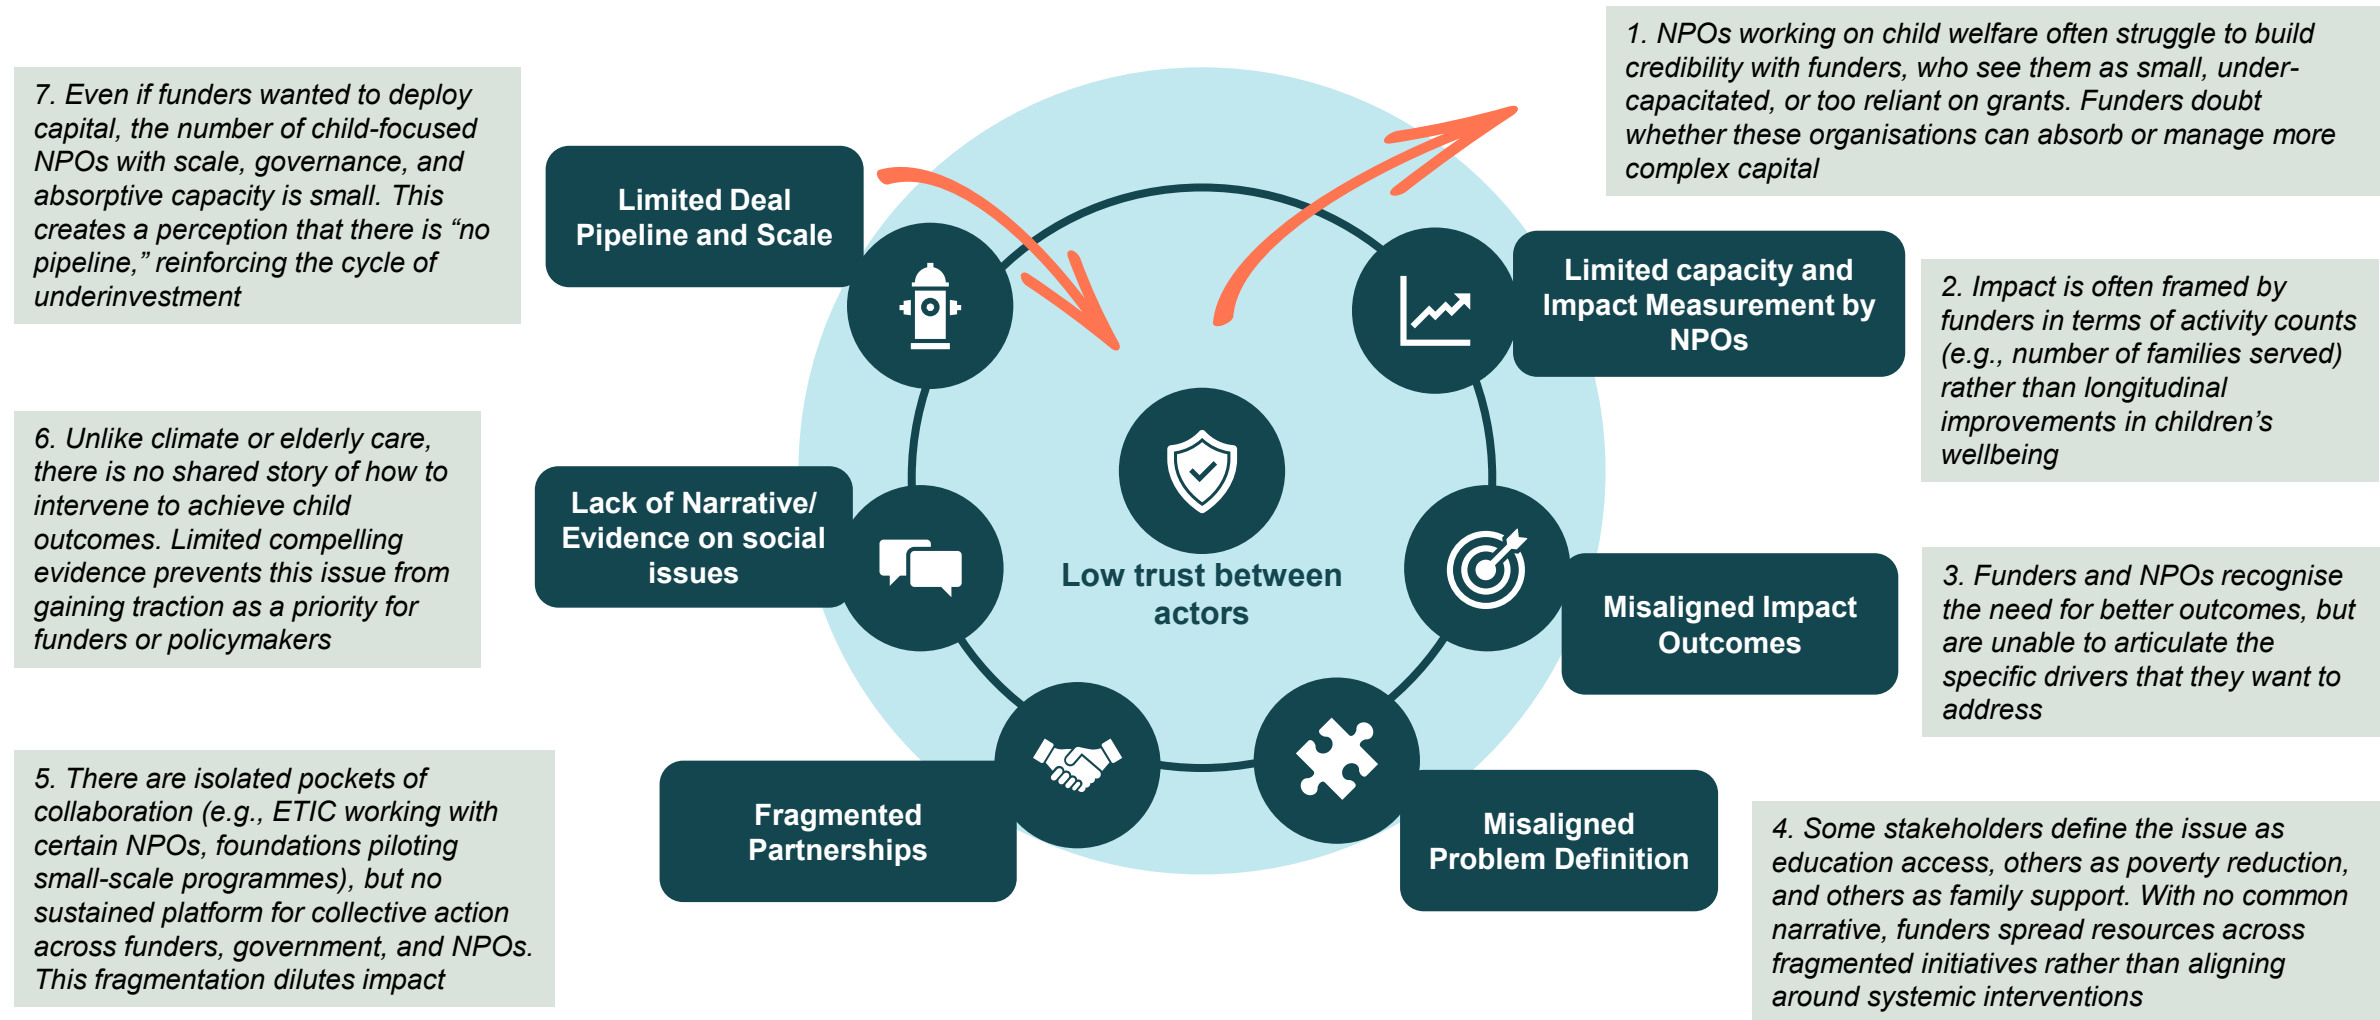 1. NPOs working on child welfare often struggle to build
credibility with funders, who see them as small, under-
capacitated, or too reliant on grants. Funders doubt
whether these organisations can absorb or manage more
complex capital
Limited capacity and
Impact Measurement by
NPOs
2. Impact is often framed by
funders in terms of activity counts
(e.g., number of families served)
rather than longitudinal
improvements in children's
wellbeing
Misaligned Impact
Outcomes
3. Funders and NPOs recognise
the need for better outcomes, but
are unable to articulate the
specific drivers that they want to
address
Misaligned
Problem Definition
4. Some stakeholders define the issue as
education access, others as poverty reduction,
and others as family support. With no common
narrative, funders spread resources across
fragmented initiatives rather than aligning
around systemic interventions
Fragmented
Partnerships
5. There are isolated pockets of
collaboration (e.g., ETIC working with
certain NPOs, foundations piloting
small-scale programmes), but no
sustained platform for collective action
across funders, government, and NPOs.
This fragmentation dilutes impact
Lack of Narrative/
Evidence on social
issues
6. Unlike climate or elderly care,
there is no shared story of how to
intervene to achieve child
outcomes. Limited compelling
evidence prevents this issue from
gaining traction as a priority for
funders or policymakers
Limited Deal
Pipeline and Scale
7. Even if funders wanted to deploy
capital, the number of child-focused
NPOs with scale, governance, and
absorptive capacity is small. This
creates a perception that there is “no
pipeline,” reinforcing the cycle of
underinvestment
Low trust between
actors